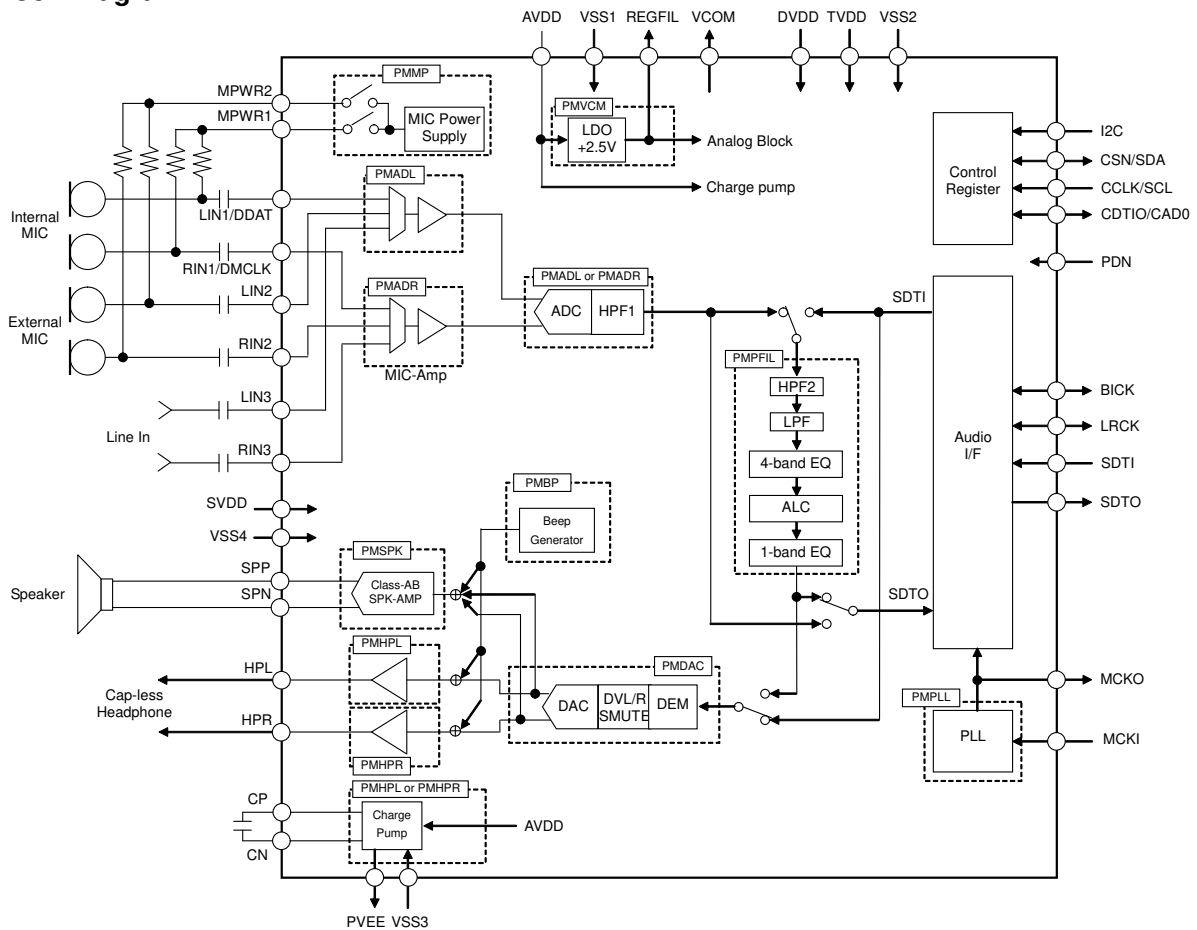 AVDD VSS1 REGFIL VCOM DVDD TVDD VSS2
PMMP
MPWR2
MPWR1
MIC Power
Supply
PMVCM
LDO
+2.5V
Analog Block
Charge pump
Control
Register
I2C
CSN/SDA
CCLK/SCL
CDTIO/CAD0
PDN
Internal
MIC
LIN1/DDAT
RIN1/DMCLK
PMADL
External
MIC
LIN2
RIN2
PMADR
MIC-Amp
PMADL or PMADR
ADC
HPF1
SDTI
Line In
LIN3
RIN3
PMPFIL
HPF2
LPF
4-band EQ
ALC
1-band EQ
Audio
I/F
BICK
LRCK
SDTI
SDTO
SVDD
VSS4
PMBP
Beep
Generator
Speaker
SPP
SPN
PMSPK
Class-AB
SPK-AMP
SDTO
Cap-less
Headphone
HPL
HPR
PMHPL
PMHPR
PMDAC
DAC
DVL/R
SMUTE
DEM
PMPLL
PLL
MCKO
MCKI
PMHPL or PMHPR
CP
CN
Charge
Pump
AVDD
PVEE VSS3